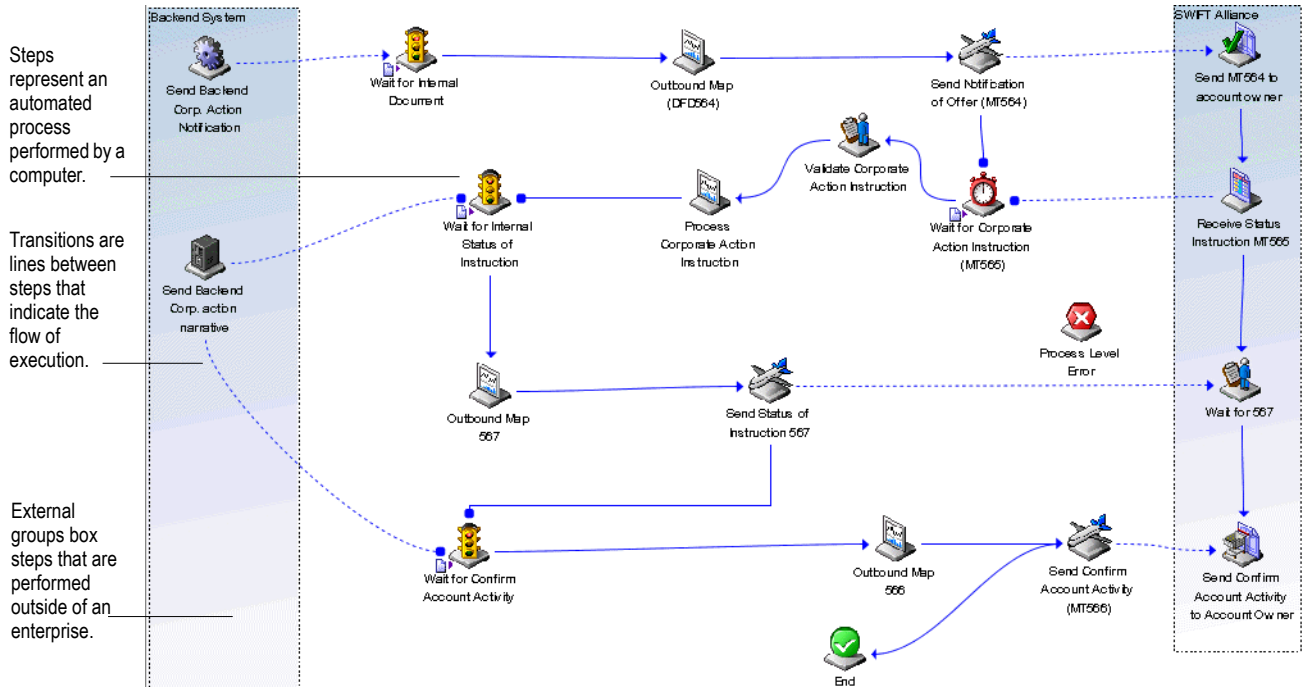 Backend System
SWIFT Alliance
Steps
represent an
automated
process
performed by a
computer.
Transitions are
lines between
steps that
indicate the
flow of
execution.
External
groups box
steps that are
performed
outside of an
enterprise.
Send Backend
Corp. Action
Notification
Wait for Internal
Document
Outbound Map
(DFD564)
Send Notification
of Offer (MT564)
Send MT564 to
account owner
Validate Corporate
Action Instruction
Wait for Internal
Status of
Instruction
Process
Corporate Action
Instruction
Wait for Corporate
Action Instruction
(MT565)
Receive Status
Instruction MT565
Send Backend
Corp. action
narrative
Process Level
Error
Outbound Map
567
Send Status of
Instruction 567
Wait for 567
Wait for Confirm
Account Activity
Outbound Map
566
Send Confirm
Account Activity
(MT566)
Send Confirm
Account Activity
to Account Owner
End